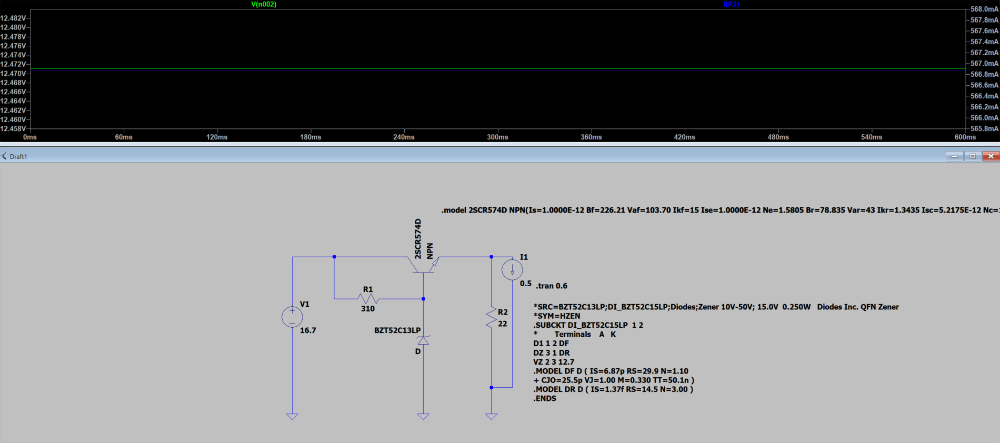 V(n002)
I(R2)
12.482V
12.480V
12.478V
12.476V
12.474V
12.472V
12.470V
12.468V
12.466V
12.464V
12.462V
12.460V
12.458V
568.0mA
567.8mA
567.6mA
567.4mA
567.2mA
567.0mA
566.8mA
566.6mA
566.4mA
566.2mA
566.0mA
565.8mA
0ms 60ms 120ms 180ms 240ms 300ms 360ms 420ms 480ms 540ms 600ms
Draft1
.model 2SCR574D NPN(Is=1.0000E-12 Bf=226.21 Vaf=103.70 Ikf=15 Ise=1.0000E-12 Ne=1.5805 Br=78.835 Var=43 Ikr=1.3435 Isc=5.2175E-12 Nc=
2SCR574D
NPN
I1
0.5
.tran 0.6
R1
310
V1
16.7
BZT52C13LP
D
R2
22
*SRC=BZT52C13LP;DI_BZT52C15LP;Diodes;Zener 10V-50V; 15.0V 0.250W Diodes Inc. QFN Zener
*SYM=HZEN
.SUBCKT DI_BZT52C15LP 1 2
* Terminals A K
D1 1 2 DF
DZ 3 1 DR
VZ 2 3 12.7
.MODEL DF D ( IS=6.87p RS=29.9 N=1.10
+ CJO=25.5p VJ=1.00 M=0.330 TT=50.1n )
.MODEL DR D ( IS=1.37f RS=14.5 N=3.00 )
.ENDS